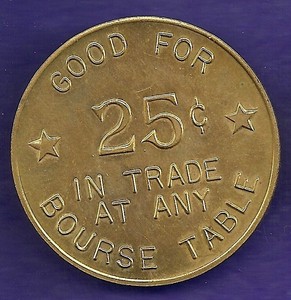 GOOD FOR
25¢
IN TRADE
AT ANY
BOURSE TABLE